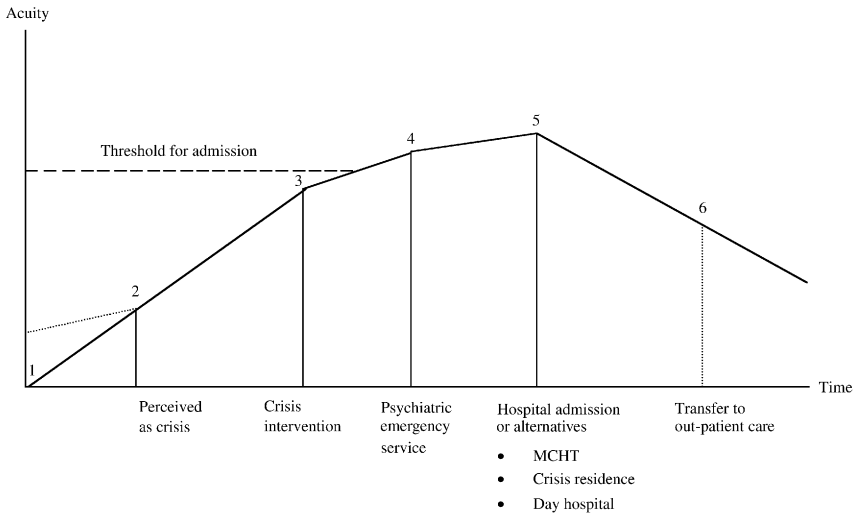 Acuity
Threshold for admission
1
2
3
4
5
6
Time
Perceived
as crisis
Crisis
intervention
Psychiatric
emergency
service
Hospital admission
or alternatives
• MCHT
• Crisis residence
• Day hospital
Transfer to
out-patient care